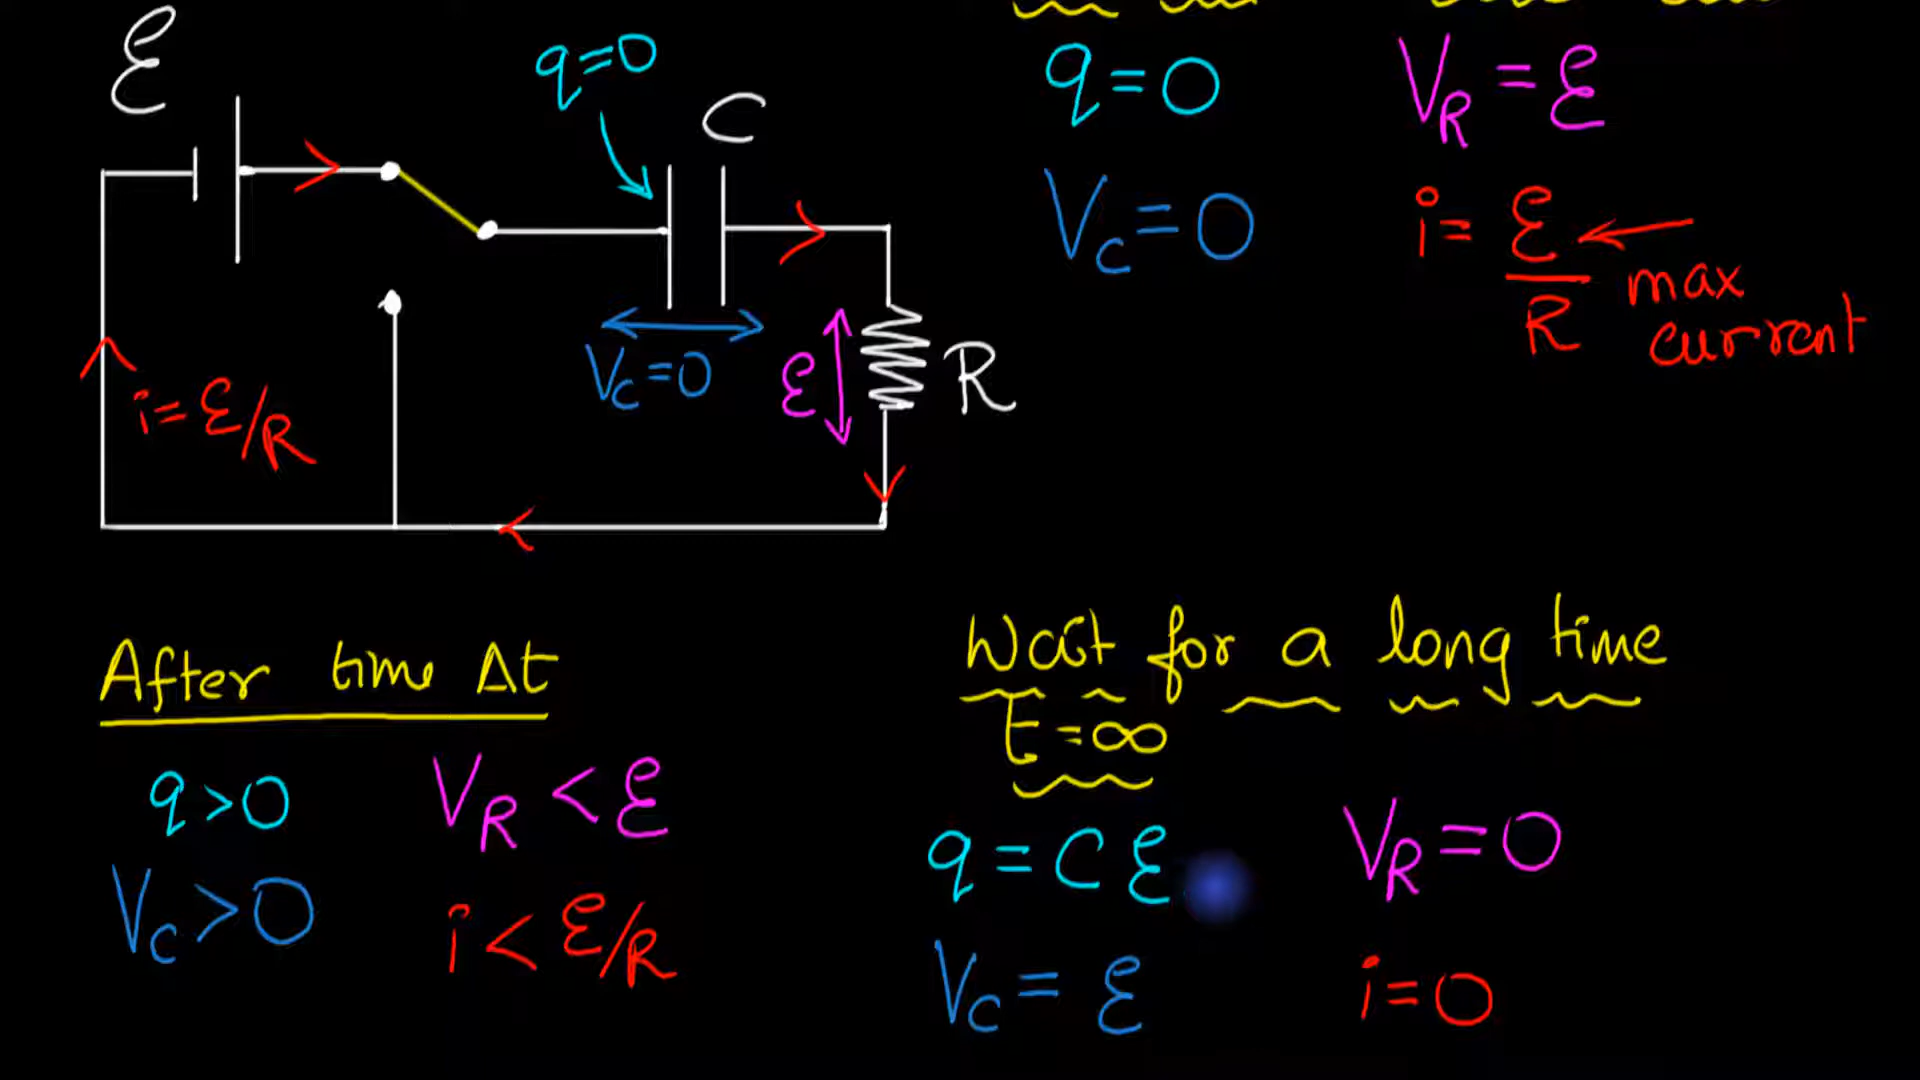 ℰ
q=0
C
V_C=0
ℰ
R
i=ℰ/R
q=0
V_R=ℰ
V_C=0
i=ℰ/R
max
current
After time Δt
q>0
V_R<ℰ
V_C>0
i<ℰ/R
Wait for a long time
t=∞
q=Cℰ
V_R=0
V_C=ℰ
i=0